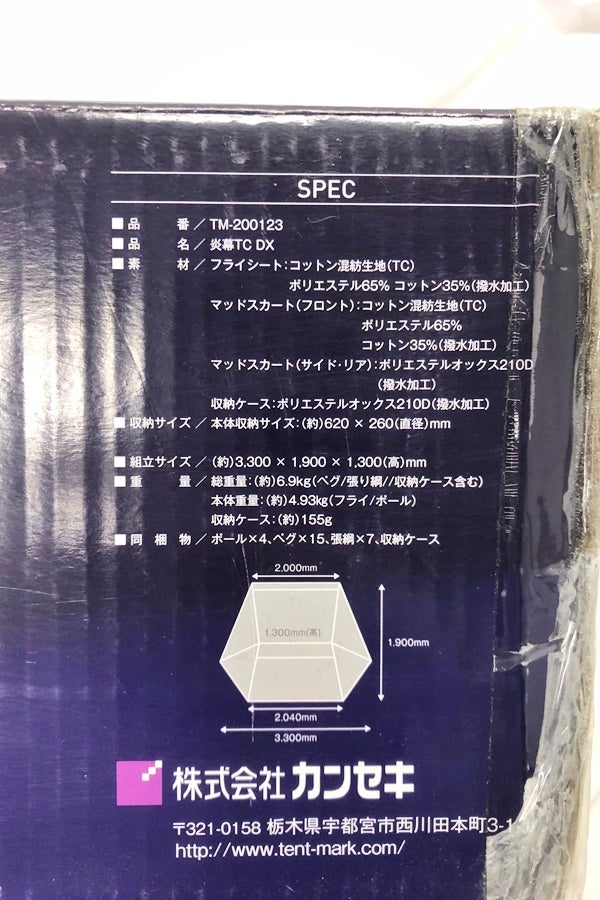 SPEC
■品　　番／TM-200123
■品　　名／炎幕TC DX
■素　　材／フライシート：コットン混紡生地(TC)
ポリエステル65% コットン35%(撥水加工)
マッドスカート(フロント)：コットン混紡生地(TC)
ポリエステル65%
コットン35%(撥水加工)
マッドスカート(サイド・リア)：ポリエステルオックス210D
(撥水加工)
収納ケース：ポリエステルオックス210D(撥水加工)
■収納サイズ／本体収納サイズ：(約)620 × 260(直径)mm
■組立サイズ／(約)3,300 × 1,900 × 1,300(高)mm
■重　　量／総重量：(約)6.9kg(ペグ/張り綱//収納ケース含む)
本体重量：(約)4.93kg(フライ/ポール)
収納ケース：(約)155g
■同 梱 物／ポール×4、ペグ×15、張綱×7、収納ケース
2.000mm
1,300mm(高)
1.900mm
2.040mm
3.300mm
株式会社 カンセキ
〒321-0158 栃木県宇都宮市西川田本町3-1
http://www.tent-mark.com/